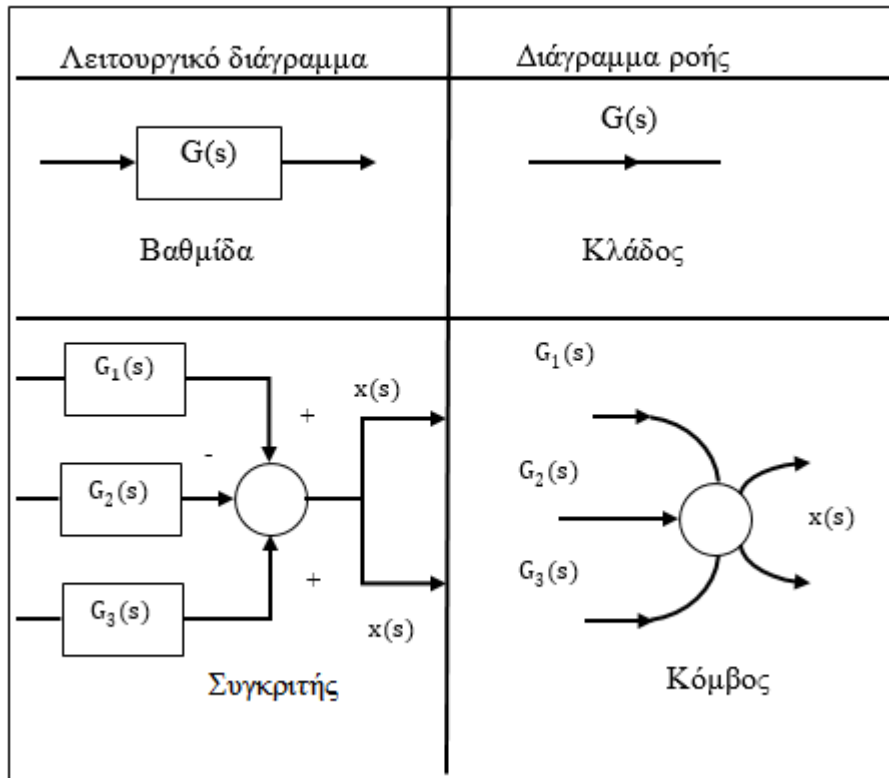 Λειτουργικό διάγραμμα
Διάγραμμα ροής
G(s)
Βαθμίδα
G(s)
Κλάδος
G₁(s)
+
x(s)
-
G₂(s)
+
G₃(s)
x(s)
Συγκριτής
G₁(s)
G₂(s)
x(s)
G₃(s)
Κόμβος